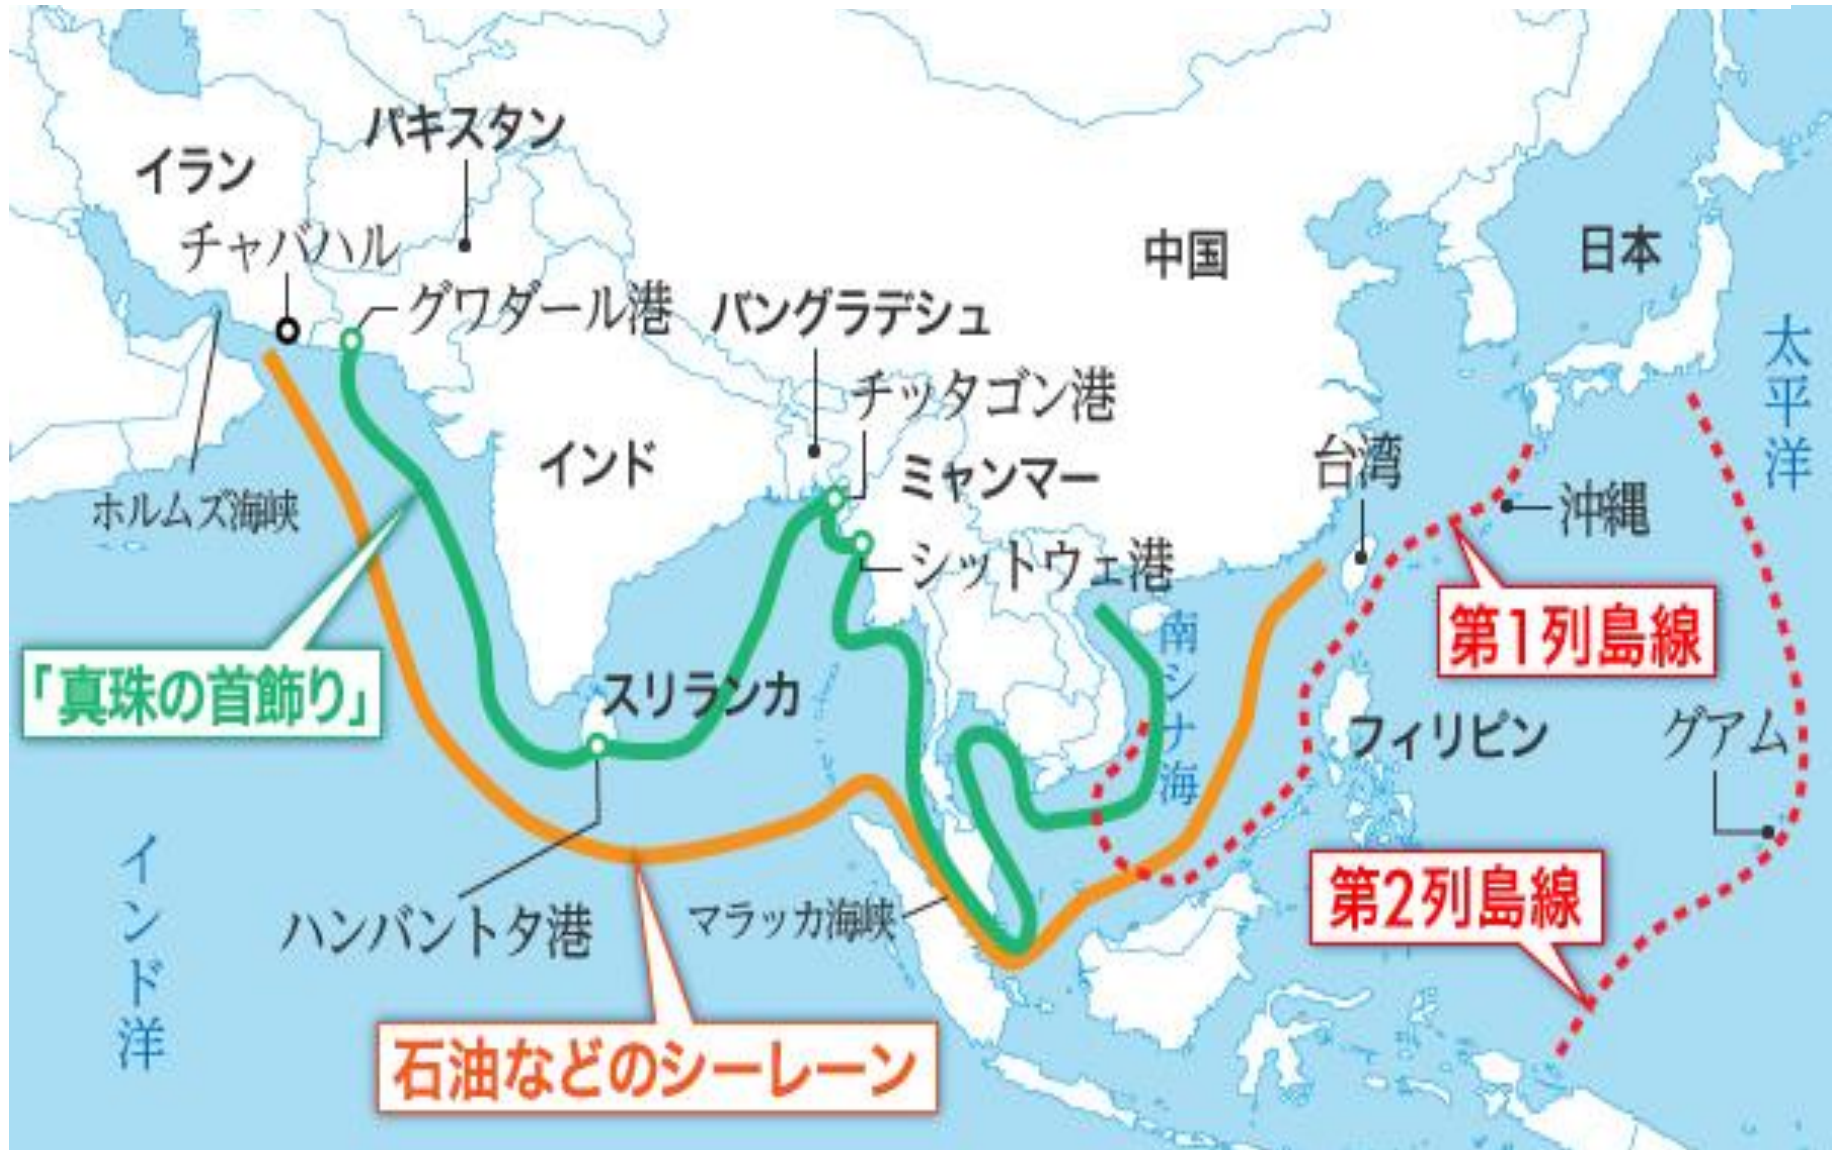 パキスタン
イラン
チャバハル
中国
日本
グワダール港
バングラデシュ
太平洋
チッタゴン港
インド
ミャンマー
台湾
ホルムズ海峡
沖縄
シットウェ港
第1列島線
南シナ海
「真珠の首飾り」
スリランカ
フィリピン
グアム
インド洋
第2列島線
ハンバントタ港
マラッカ海峡
石油などのシーレーン